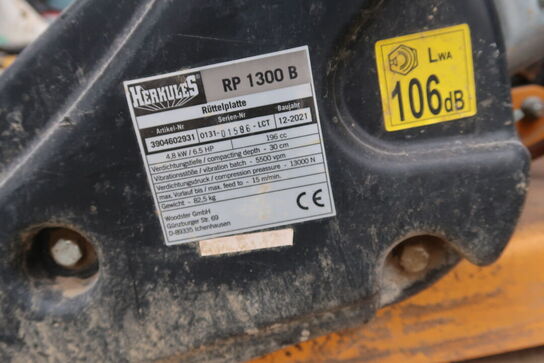 HERKULES
RP 1300 B
Rüttelplatte
Artikel-Nr Serien-Nr Baujahr
3904602931 0131-01586-LCT 12-2021
4,8 kW / 6.5 HP 196 cc
Verdichtungstiefe / compacting depth - 30 cm
Vibrationsstöße / vibration batch - 5500 vpm
Verdichtungsdruck / compression pressure - 13000 N
max. Vorlauf bis / max. feed to - 15 m/min.
Gewicht - 82,5 kg
Woodster GmbH
Günzburger Str. 69
D-89335 Ichenhausen
CE
LWA
106dB